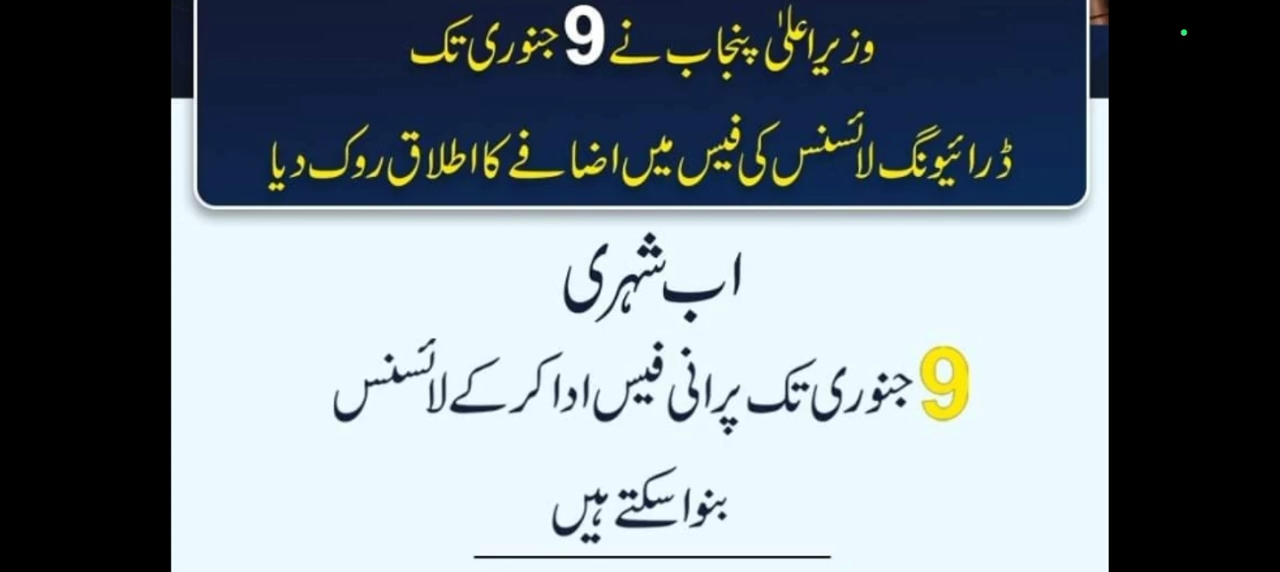 وزیراعلیٰ پنجاب نے 9 جنوری تک
ڈرائیونگ لائسنس کی فیس میں اضافے کا اطلاق روک دیا
اب شہری
9 جنوری تک پرانی فیس ادا کر کے لائسنس
بنوا سکتے ہیں